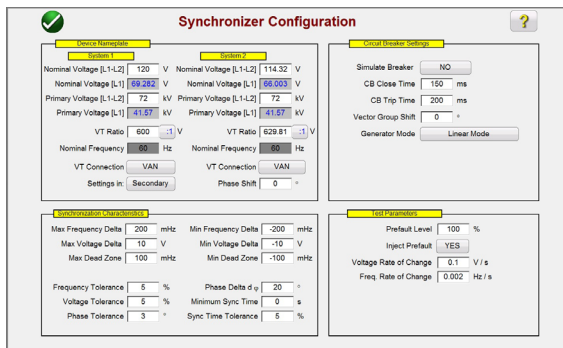 Synchronizer Configuration
?
Device Nameplate
System 1
System 2
Nominal Voltage [L1-L2] 120 V Nominal Voltage [L1-L2] 114.32 V
Nominal Voltage [L1] 69.282 V Nominal Voltage [L1] 66.003 V
Primary Voltage [L1-L2] 72 kV Primary Voltage [L1-L2] 72 kV
Primary Voltage [L1] 41.57 kV Primary Voltage [L1] 41.57 kV
VT Ratio 600 :1 V VT Ratio 629.81 :1 V
Nominal Frequency 60 Hz Nominal Frequency 60 Hz
VT Connection VAN VT Connection VAN
Settings in: Secondary Phase Shift 0 °
Circuit Breaker Settings
Simulate Breaker NO
CB Close Time 150 ms
CB Trip Time 200 ms
Vector Group Shift 0 °
Generator Mode Linear Mode
Synchronization Characteristics
Max Frequency Delta 200 mHz Min Frequency Delta -200 mHz
Max Voltage Delta 10 V Min Voltage Delta -10 V
Max Dead Zone 100 mHz Min Dead Zone -100 mHz
Frequency Tolerance 5 % Phase Delta d φ 20 °
Voltage Tolerance 5 % Minimum Sync Time 0 s
Phase Tolerance 3 ° Sync Time Tolerance 5 %
Test Parameters
Prefault Level 100 %
Inject Prefault YES
Voltage Rate of Change 0.1 V / s
Freq. Rate of Change 0.002 Hz / s